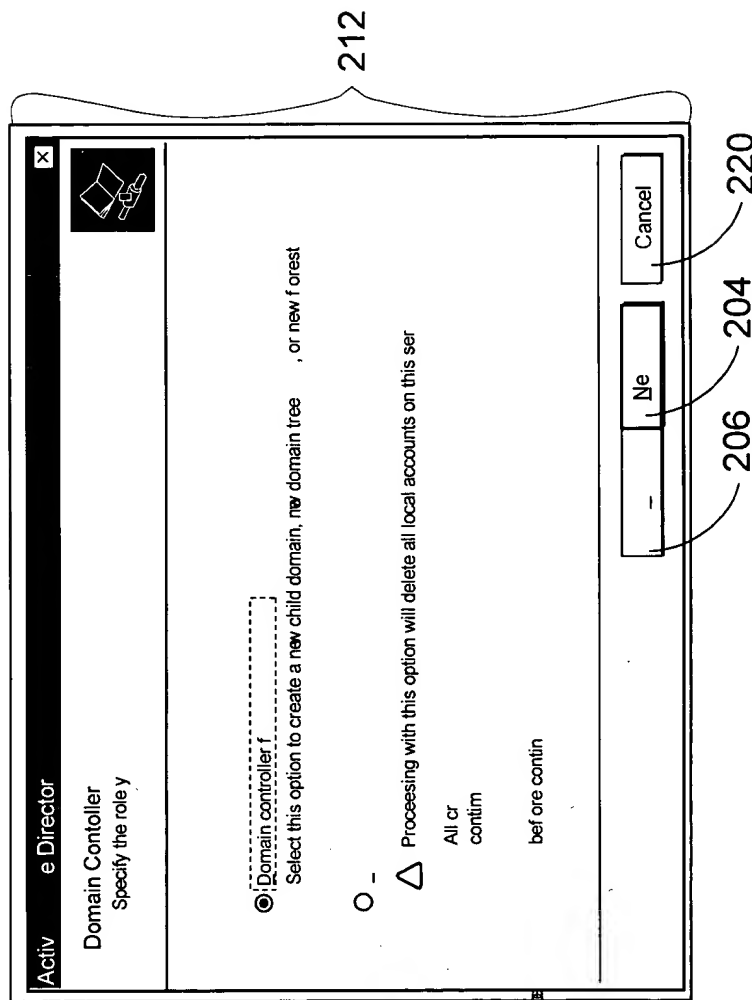 Activ e Director
Domain Contoller
Specify the role y
Domain controller f
Select this option to create a new child domain, new domain tree , or new f orest
Proceesing with this option will delete all local accounts on this ser
All cr
contim
bef ore contin
Ne
Cancel
212
206
204
220